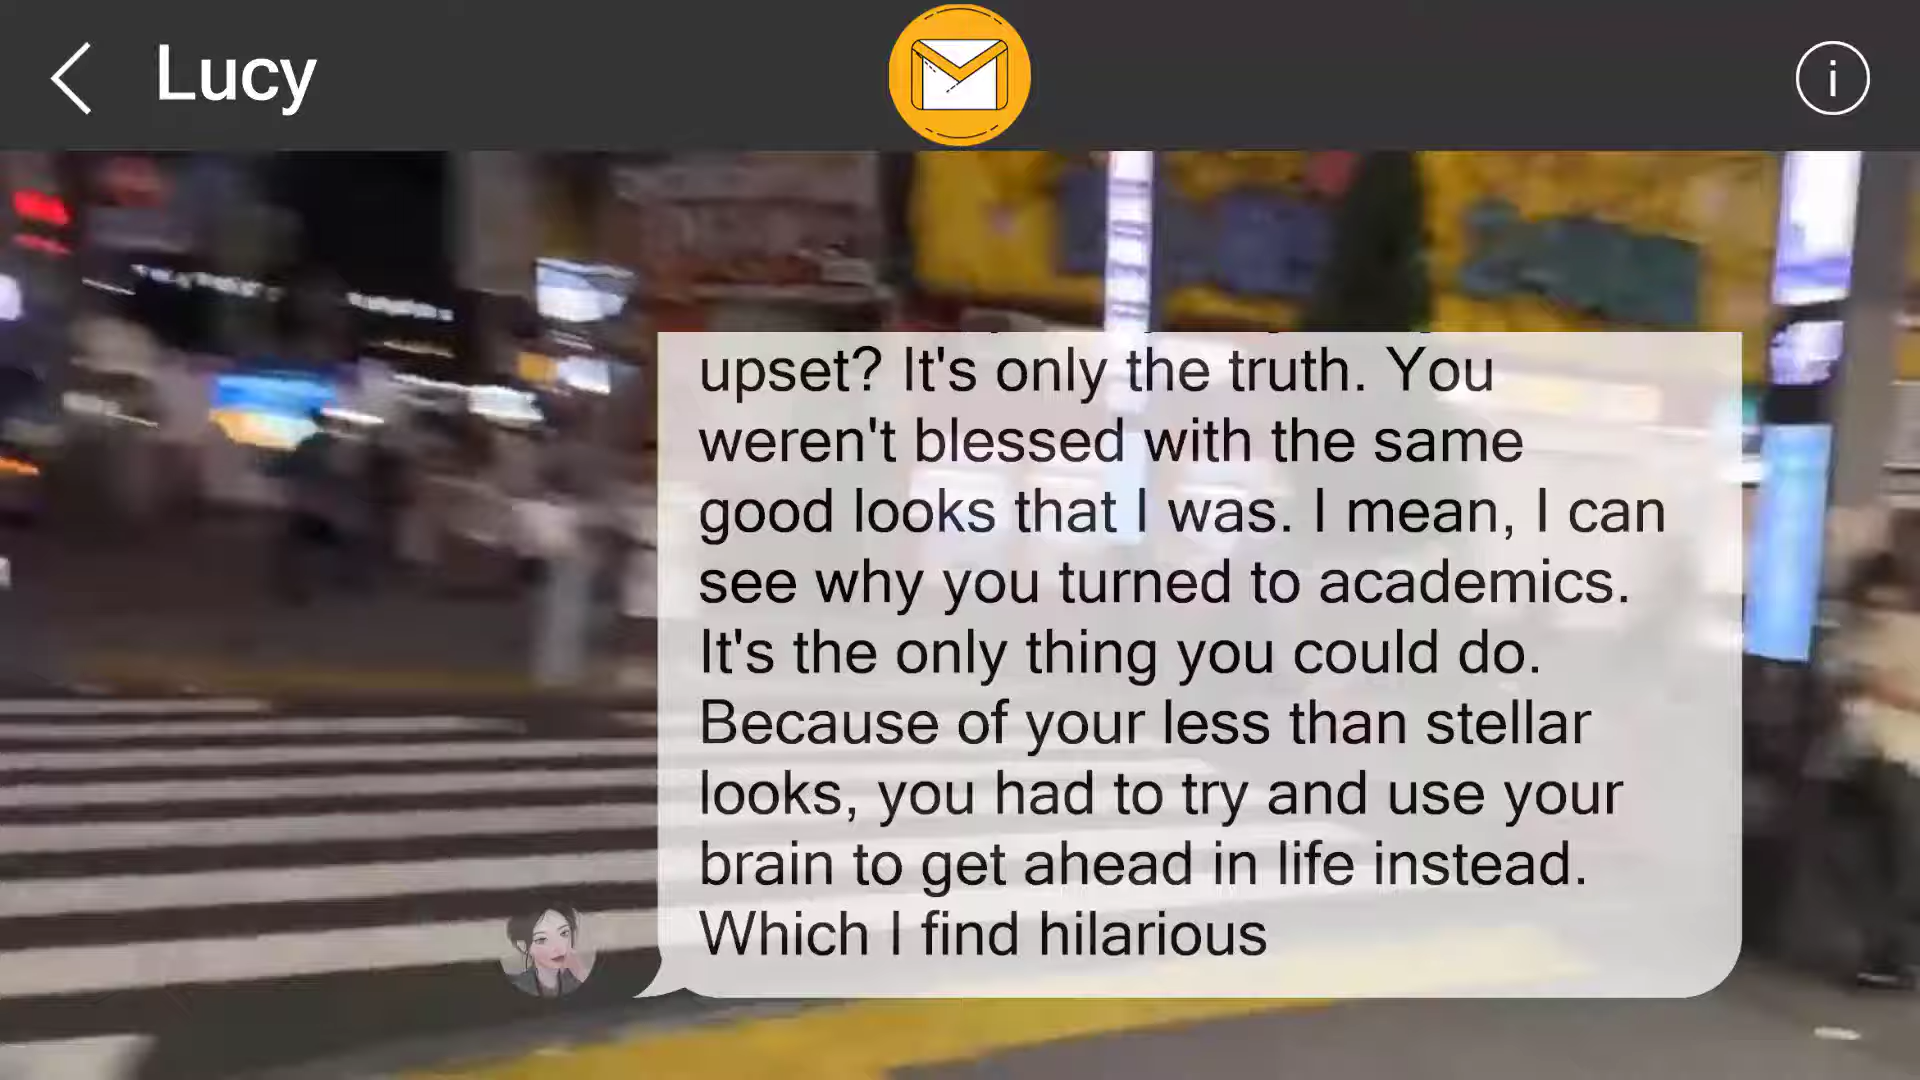 Lucy
upset? It's only the truth. You
weren't blessed with the same
good looks that I was. I mean, I can
see why you turned to academics.
It's the only thing you could do.
Because of your less than stellar
looks, you had to try and use your
brain to get ahead in life instead.
Which I find hilarious